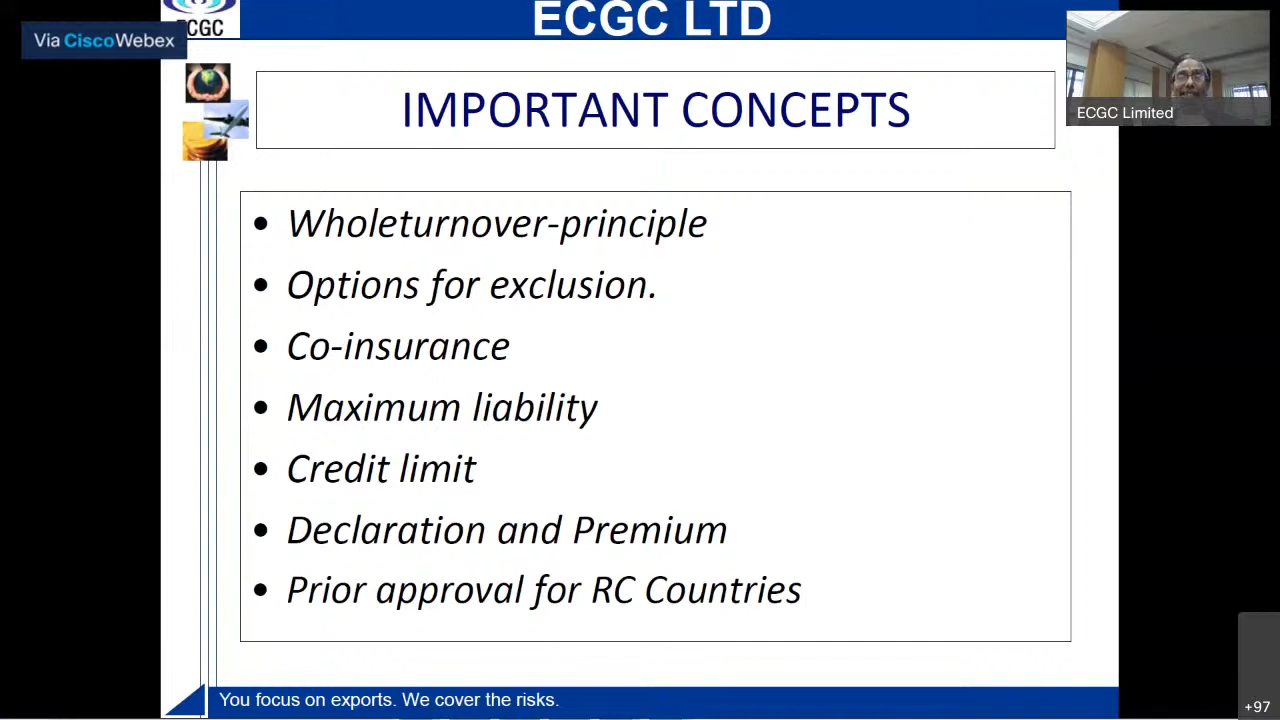 ECGC LTD
ECGC
Via CiscoWebex
IMPORTANT CONCEPTS
ECGC Limited
• Wholeturnover-principle
• Options for exclusion.
• Co-insurance
• Maximum liability
• Credit limit
• Declaration and Premium
• Prior approval for RC Countries
You focus on exports. We cover the risks.
+97